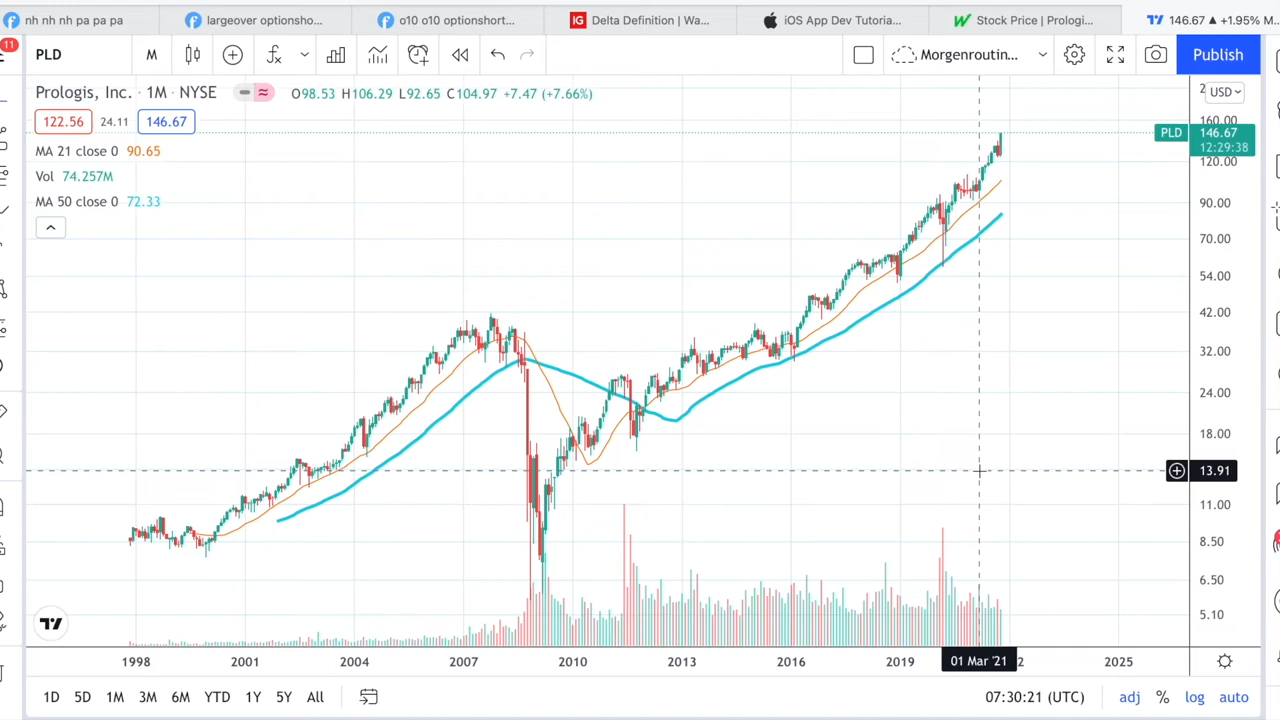 nh nh nh pa pa pa
largeover optionsho...
o10 o10 optionshort...
IG Delta Definition | Wa...
iOS App Dev Tutoria...
Stock Price | Prologi...
146.67 ▲ +1.95% M...
11
PLD
M
Morgenroutin...
Publish
Prologis, Inc. · 1M · NYSE
O98.53 H106.29 L92.65 C104.97 +7.47 (+7.66%)
USD
122.56 24.11 146.67
MA 21 close 0 90.65
Vol 74.257M
MA 50 close 0 72.33
160.00
PLD 146.67
12:29:38
120.00
90.00
70.00
54.00
42.00
32.00
24.00
18.00
13.91
11.00
8.50
6.50
5.10
1998 2001 2004 2007 2010 2013 2016 2019 01 Mar '21 2025
1D 5D 1M 3M 6M YTD 1Y 5Y All
07:30:21 (UTC)
adj % log auto